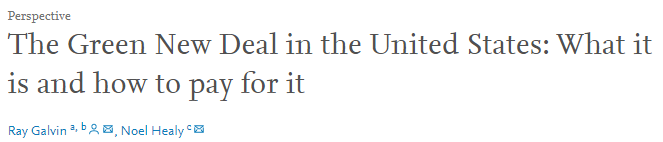 Perspective
The Green New Deal in the United States: What it
is and how to pay for it
Ray Galvin a, b, Noel Healy c